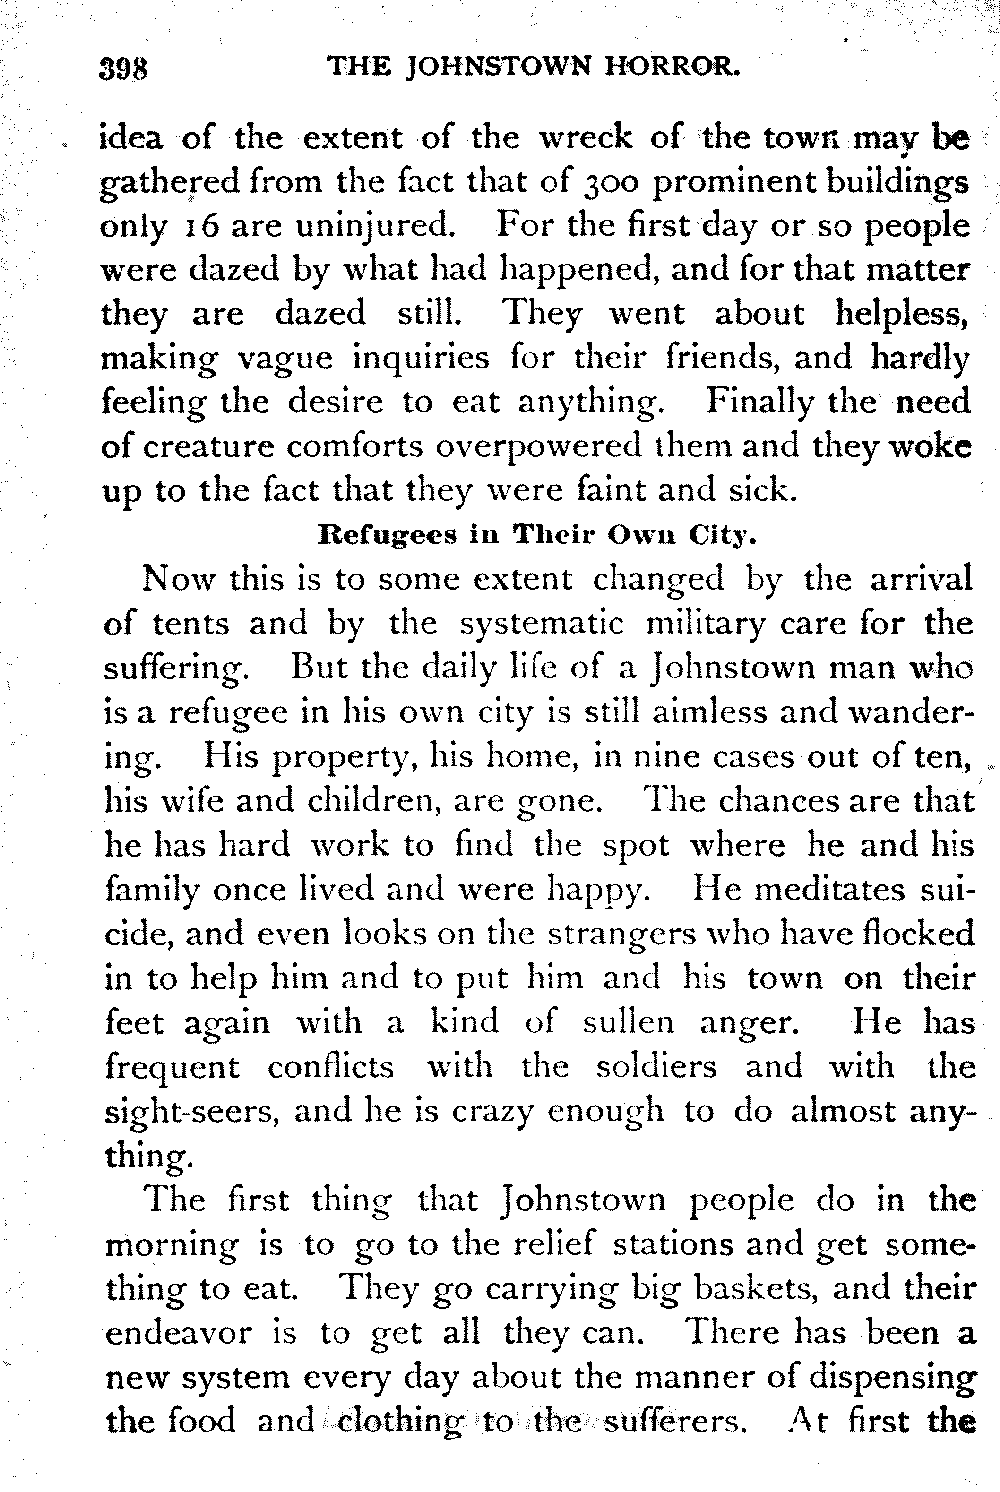 398 THE JOHNSTOWN HORROR.
idea of the extent of the wreck of the town may be
gathered from the fact that of 300 prominent buildings
only 16 are uninjured. For the first day or so people
were dazed by what had happened, and for that matter
they are dazed still. They went about helpless,
making vague inquiries for their friends, and hardly
feeling the desire to eat anything. Finally the need
of creature comforts overpowered them and they woke
up to the fact that they were faint and sick.
Refugees in Their Own City.
Now this is to some extent changed by the arrival
of tents and by the systematic military care for the
suffering. But the daily life of a Johnstown man who
is a refugee in his own city is still aimless and wander-
ing. His property, his home, in nine cases out of ten,
his wife and children, are gone. The chances are that
he has hard work to find the spot where he and his
family once lived and were happy. He meditates sui-
cide, and even looks on the strangers who have flocked
in to help him and to put him and his town on their
feet again with a kind of sullen anger. He has
frequent conflicts with the soldiers and with the
sight-seers, and he is crazy enough to do almost any-
thing.
The first thing that Johnstown people do in the
morning is to go to the relief stations and get some-
thing to eat. They go carrying big baskets, and their
endeavor is to get all they can. There has been a
new system every day about the manner of dispensing
the food and clothing to the sufferers. At first the